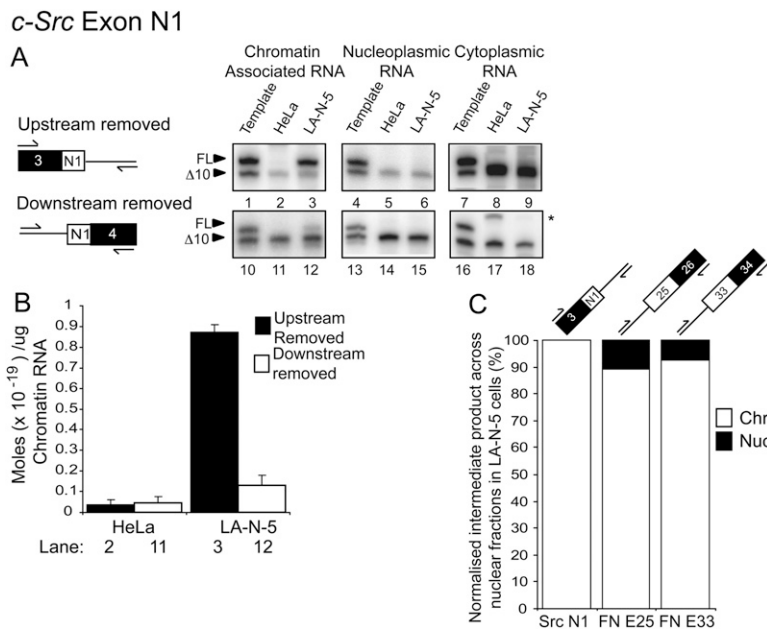 c-Src Exon N1
A
Chromatin Associated RNA
Nucleoplasmic RNA
Cytoplasmic RNA
Template HeLa LA-N-5 Template HeLa LA-N-5 Template HeLa LA-N-5
Upstream removed
3 N1
FL
Δ10
1 2 3 4 5 6 7 8 9
Downstream removed
N1 4
FL
Δ10
*
10 11 12 13 14 15 16 17 18
B
Moles (x 10 -19) /ug
Chromatin RNA
1
0.9
0.8
0.7
0.6
0.5
0.4
0.3
0.2
0.1
0
Upstream
Removed
Downstream
removed
HeLa LA-N-5
Lane: 2 11 3 12
C
3 N1
25 26
33 34
Normalised intermediate product across
nuclear fractions in LA-N-5 cells (%)
100
90
80
70
60
50
40
30
20
10
0
Chr
Nuc
Src N1 FN E25 FN E33